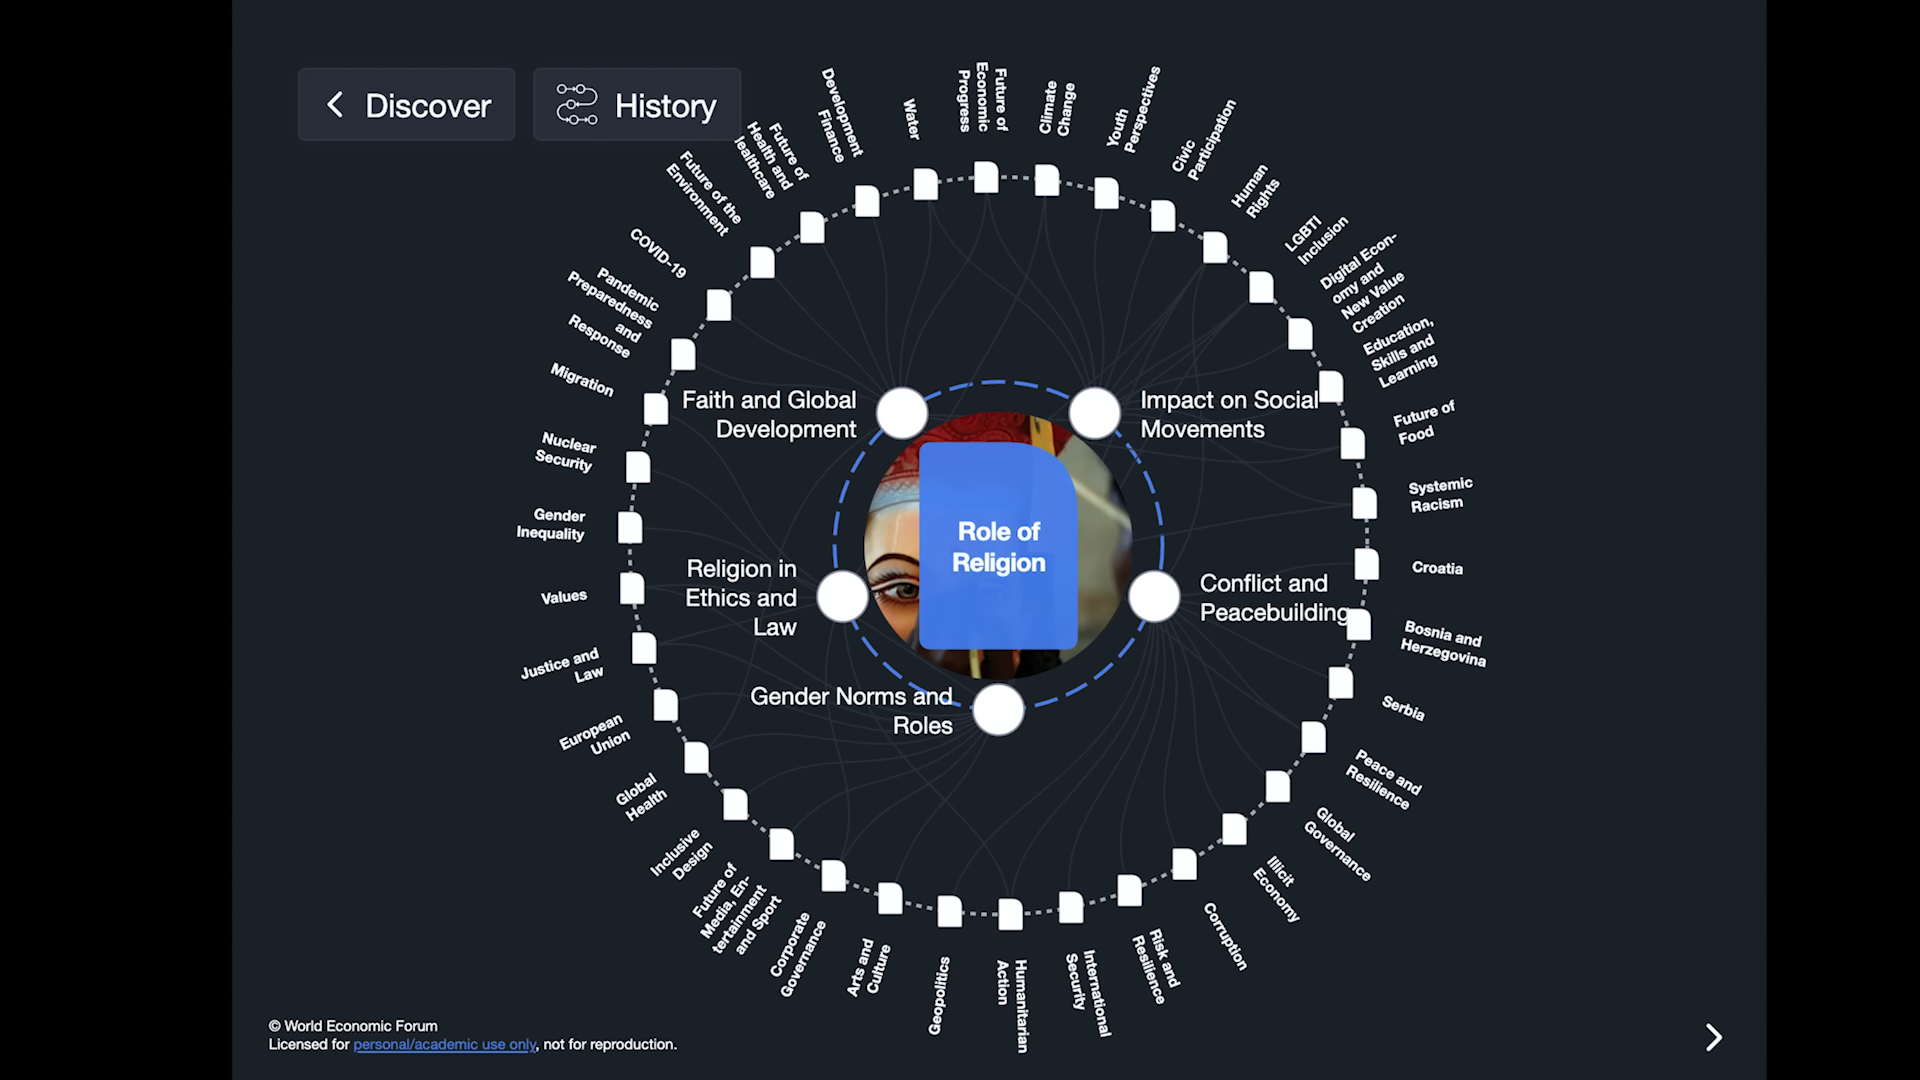 Discover
History
Development
Finance
Water
Future of
Economic
Progress
Climate
Change
Youth
Perspectives
Civic
Participation
Human
Rights
LGBTI
Inclusion
Digital Econ-
omy and
New Value
Creation
Education,
Skills and
Learning
Future of
Food
Systemic
Racism
Croatia
Bosnia and
Herzegovina
Serbia
Peace and
Resilience
Global
Governance
Illicit
Economy
Corruption
Risk and
Resilience
International
Security
Humanitarian
Action
Geopolitics
Arts and
Culture
Corporate
Governance
Future of
Media, En-
tertainment
and Sport
Inclusive
Design
Global
Health
European
Union
Justice and
Law
Values
Gender
Inequality
Nuclear
Security
Migration
Pandemic
Preparedness
and
Response
COVID-19
Future of the
Environment
Future of
Health and
ealthcare
Faith and Global
Development
Impact on Social
Movements
Role of
Religion
Religion in
Ethics and
Law
Conflict and
Peacebuilding
Gender Norms and
Roles
© World Economic Forum
Licensed for personal/academic use only, not for reproduction.